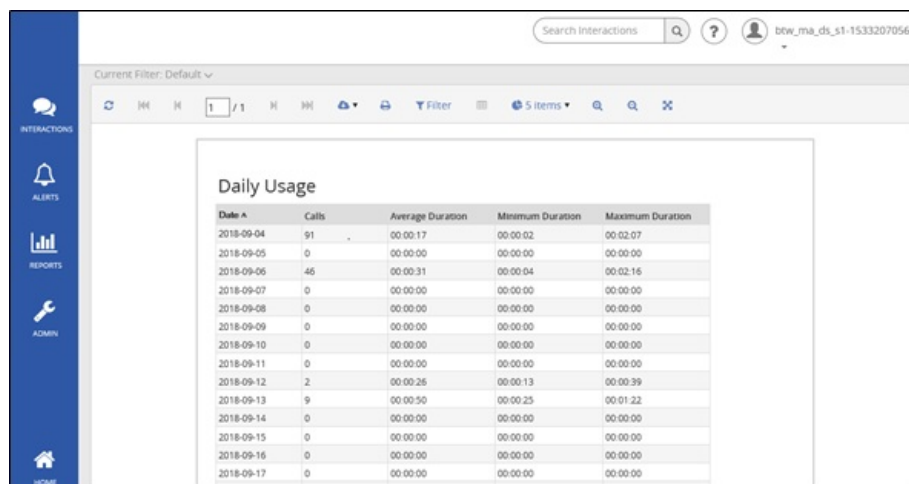 Search Interactions
?
btw_ma_ds_s1-1533207056
Current Filter: Default
1 / 1
Filter
5 items
INTERACTIONS
ALERTS
REPORTS
ADMIN
HOME
Daily Usage
Date Calls Average Duration Minimum Duration Maximum Duration
2018-09-04 91 00:00:17 00:00:02 00:02:07
2018-09-05 0 00:00:00 00:00:00 00:00:00
2018-09-06 46 00:00:31 00:00:04 00:02:16
2018-09-07 0 00:00:00 00:00:00 00:00:00
2018-09-08 0 00:00:00 00:00:00 00:00:00
2018-09-09 0 00:00:00 00:00:00 00:00:00
2018-09-10 0 00:00:00 00:00:00 00:00:00
2018-09-11 0 00:00:00 00:00:00 00:00:00
2018-09-12 2 00:00:26 00:00:13 00:00:39
2018-09-13 9 00:00:50 00:00:25 00:01:22
2018-09-14 0 00:00:00 00:00:00 00:00:00
2018-09-15 0 00:00:00 00:00:00 00:00:00
2018-09-16 0 00:00:00 00:00:00 00:00:00
2018-09-17 0 00:00:00 00:00:00 00:00:00